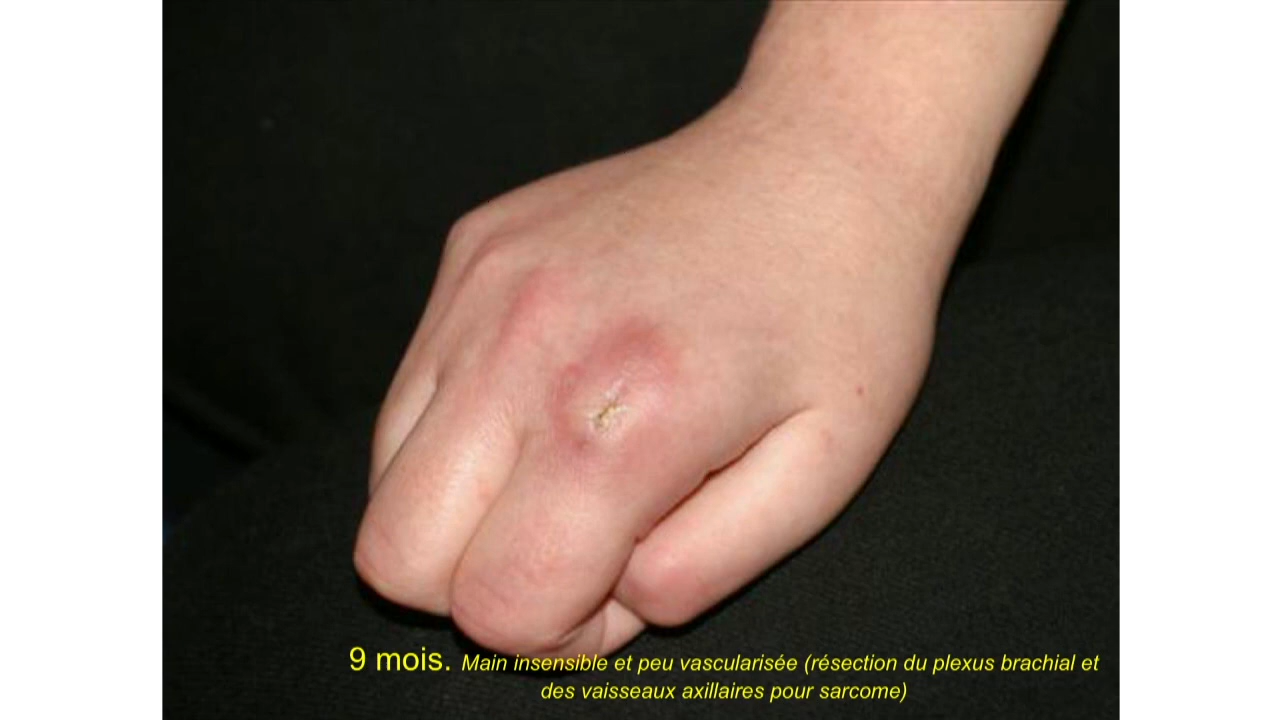 9 mois. Main insensible et peu vascularisée (résection du plexus brachial et
des vaisseaux axillaires pour sarcome)